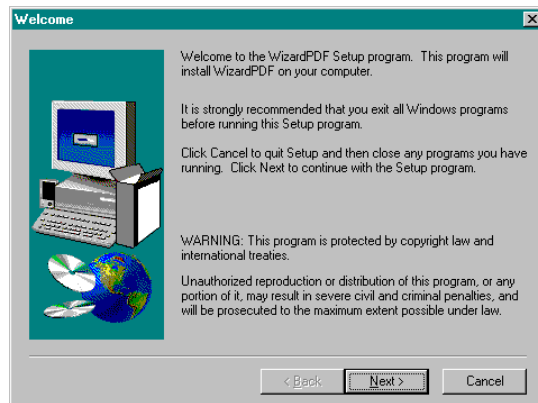 Welcome
Welcome to the WizardPDF Setup program.  This program will
install WizardPDF on your computer.
It is strongly recommended that you exit all Windows programs
before running this Setup program.
Click Cancel to quit Setup and then close any programs you have
running.  Click Next to continue with the Setup program.
WARNING: This program is protected by copyright law and
international treaties.
Unauthorized reproduction or distribution of this program, or any
portion of it, may result in severe civil and criminal penalties, and
will be prosecuted to the maximum extent possible under law.
< Back  Next >  Cancel